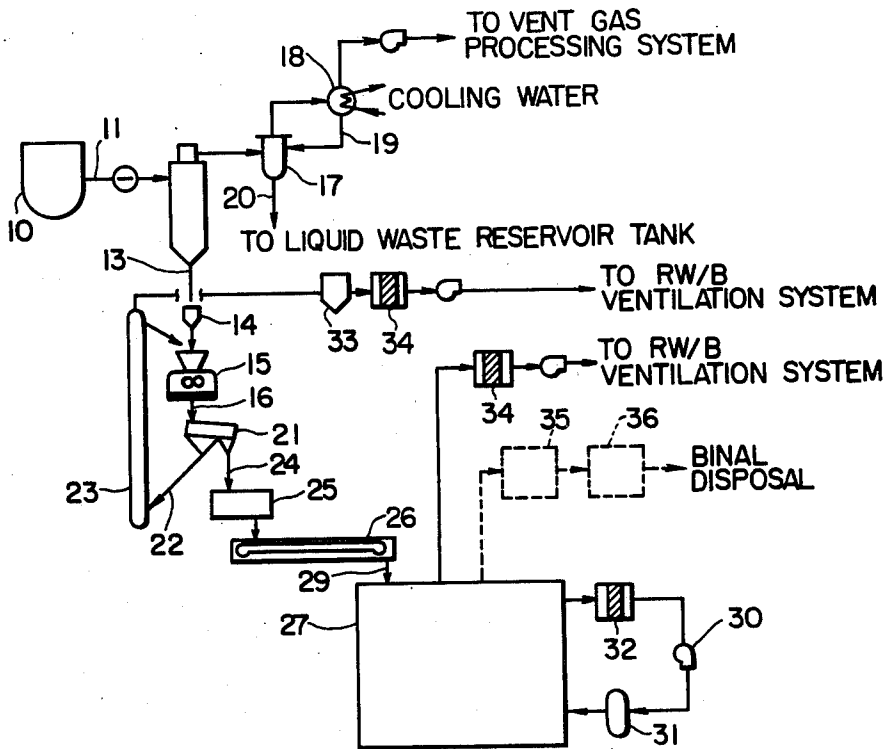 TO VENT GAS
PROCESSING SYSTEM
18
COOLING WATER
11
19
10
17
20
TO LIQUID WASTE RESERVOIR TANK
13
TO RW/B
VENTILATION SYSTEM
14
33
34
15
TO RW/B
VENTILATION SYSTEM
16
34
21
35
36
24
BINAL
DISPOSAL
23
25
22
26
29
27
30
32
31